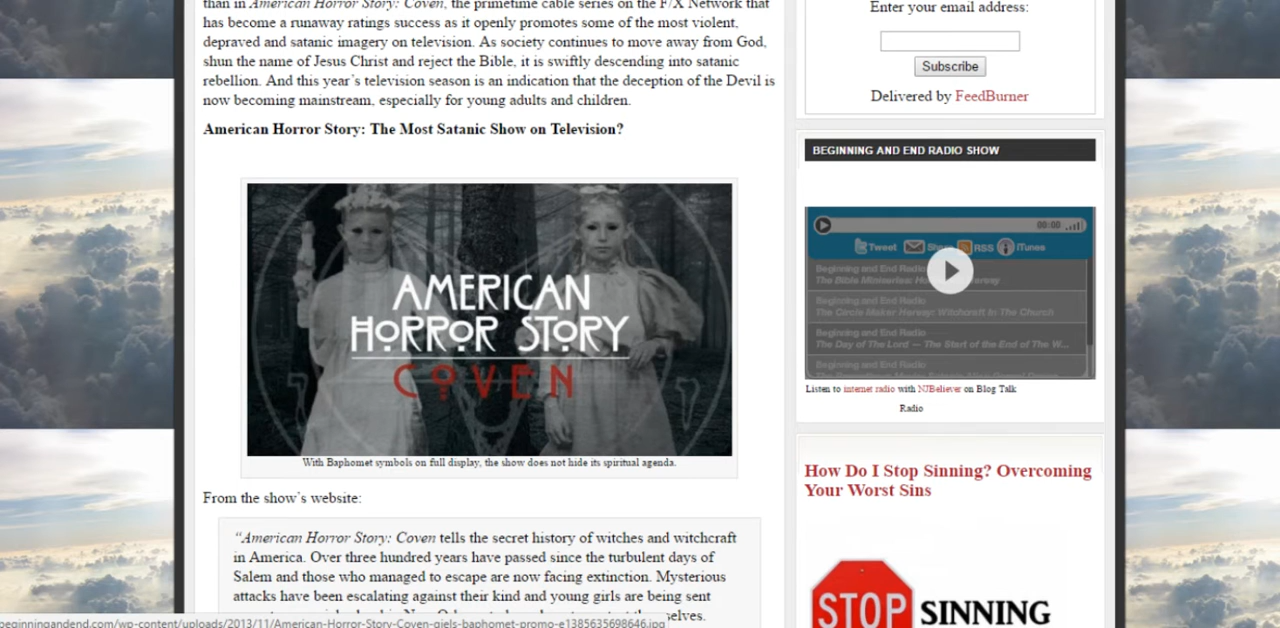 than in American Horror Story: Coven, the primetime cable series on the F/X Network that
has become a runaway ratings success as it openly promotes some of the most violent,
depraved and satanic imagery on television. As society continues to move away from God,
shun the name of Jesus Christ and reject the Bible, it is swiftly descending into satanic
rebellion. And this year's television season is an indication that the deception of the Devil is
now becoming mainstream, especially for young adults and children.
American Horror Story: The Most Satanic Show on Television?
AMERICAN
HORROR STORY
COVEN
With Baphomet symbols on full display, the show does not hide its spiritual agenda.
From the show's website:
"American Horror Story: Coven tells the secret history of witches and witchcraft
in America. Over three hundred years have passed since the turbulent days of
Salem and those who managed to escape are now facing extinction. Mysterious
attacks have been escalating against their kind and young girls are being sent
selves.
beginningandend.com/wp-content/uploads/2013/11/American-Horror-Story-Coven-giels-baphomet-promo-e1385635698646.jpg
Enter your email address:
Subscribe
Delivered by FeedBurner
BEGINNING AND END RADIO SHOW
00:00
Tweet Share RSS iTunes
Beginning and End Radio
The Bible Miniseries: eresy
Beginning and End Radio
The Circle Maker Heresy: Witchcraft In The Church
Beginning and End Radio
The Day of The Lord — The Start of the End of The W...
Beginning and End Radio
Listen to internet radio with NJBeliever on Blog Talk
Radio
How Do I Stop Sinning? Overcoming
Your Worst Sins
STOP SINNING